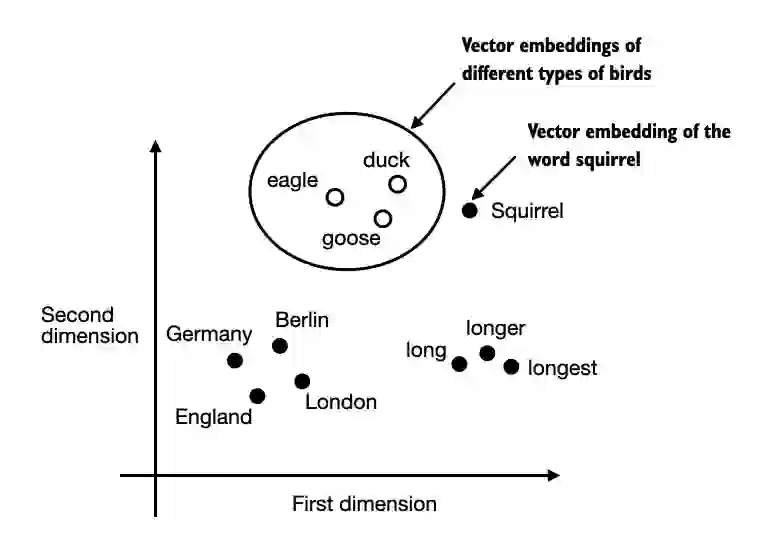 Vector embeddings of
different types of birds
Vector embedding of the
word squirrel
duck
eagle
goose
Squirrel
Second
dimension
Germany
Berlin
England
London
long
longer
longest
First dimension